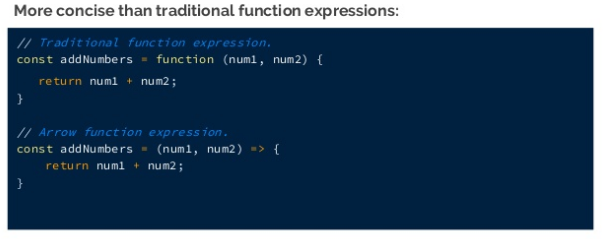 More concise than traditional function expressions:
// Traditional function expression.
const addNumbers = function (num1, num2) {
return num1 + num2;
}
// Arrow function expression.
const addNumbers = (num1, num2) => {
return num1 + num2;
}